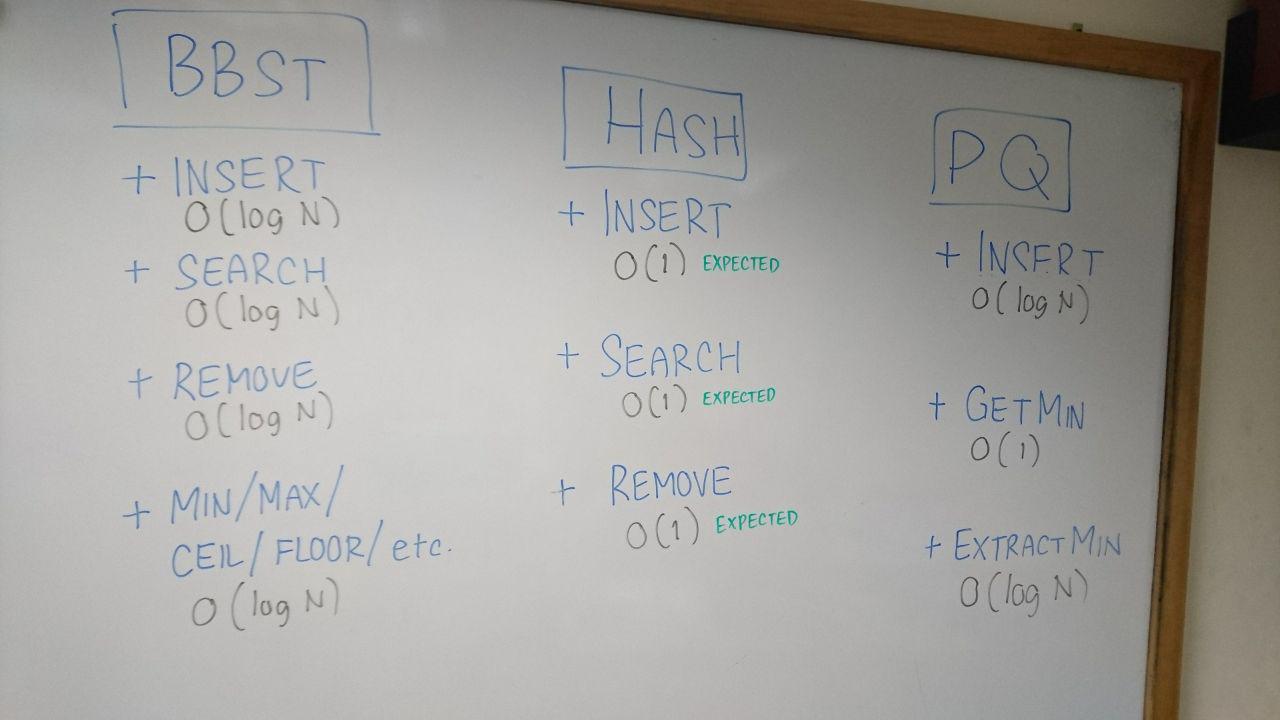 BBST
+ INSERT
O(log N)
+ SEARCH
O(log N)
+ REMOVE
O(log N)
+ MIN/MAX/
CEIL/FLOOR/etc.
O(log N)
HASH
+ INSERT
O(1) EXPECTED
+ SEARCH
O(1) EXPECTED
+ REMOVE
O(1) EXPECTED
PQ
+ INSERT
O(log N)
+ GETMIN
O(1)
+ EXTRACTMIN
O(log N)